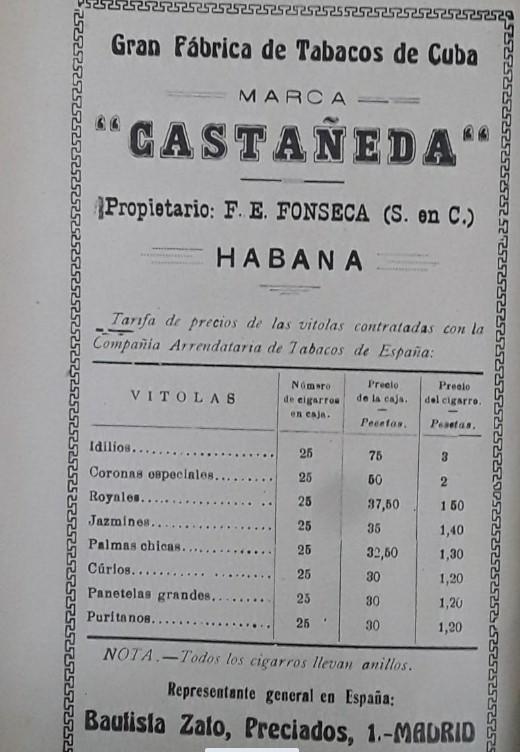 Gran Fábrica de Tabacos de Cuba
MARCA
““CASTAÑEDA““
Propietario: F. E. FONSECA (S. en C.)
HABANA
Tarifa de precios de las vitolas contratadas con la
Compañia Arrendataria de Tabacos de España:
VITOLAS | Número de cigarros en caja. | Precio de la caja. — Pesetas. | Precio del cigarro. — Pesetas.
Idilios...................... 25 75 3
Coronas especiales......... 25 50 2
Royales.................... 25 37,50 1 50
Jazmines................... 25 35 1,40
Palmas chicas.............. 25 32,50 1,30
Cúrios.......... ......... 25 30 1,20
Panetelas grandes........ 25 30 1,20
Puritanos.................. 25 30 1,20
NOTA.—Todos los cigarros llevan anillos.
Representante general en España:
Bautista Zato, Preciados, 1.-MADRID